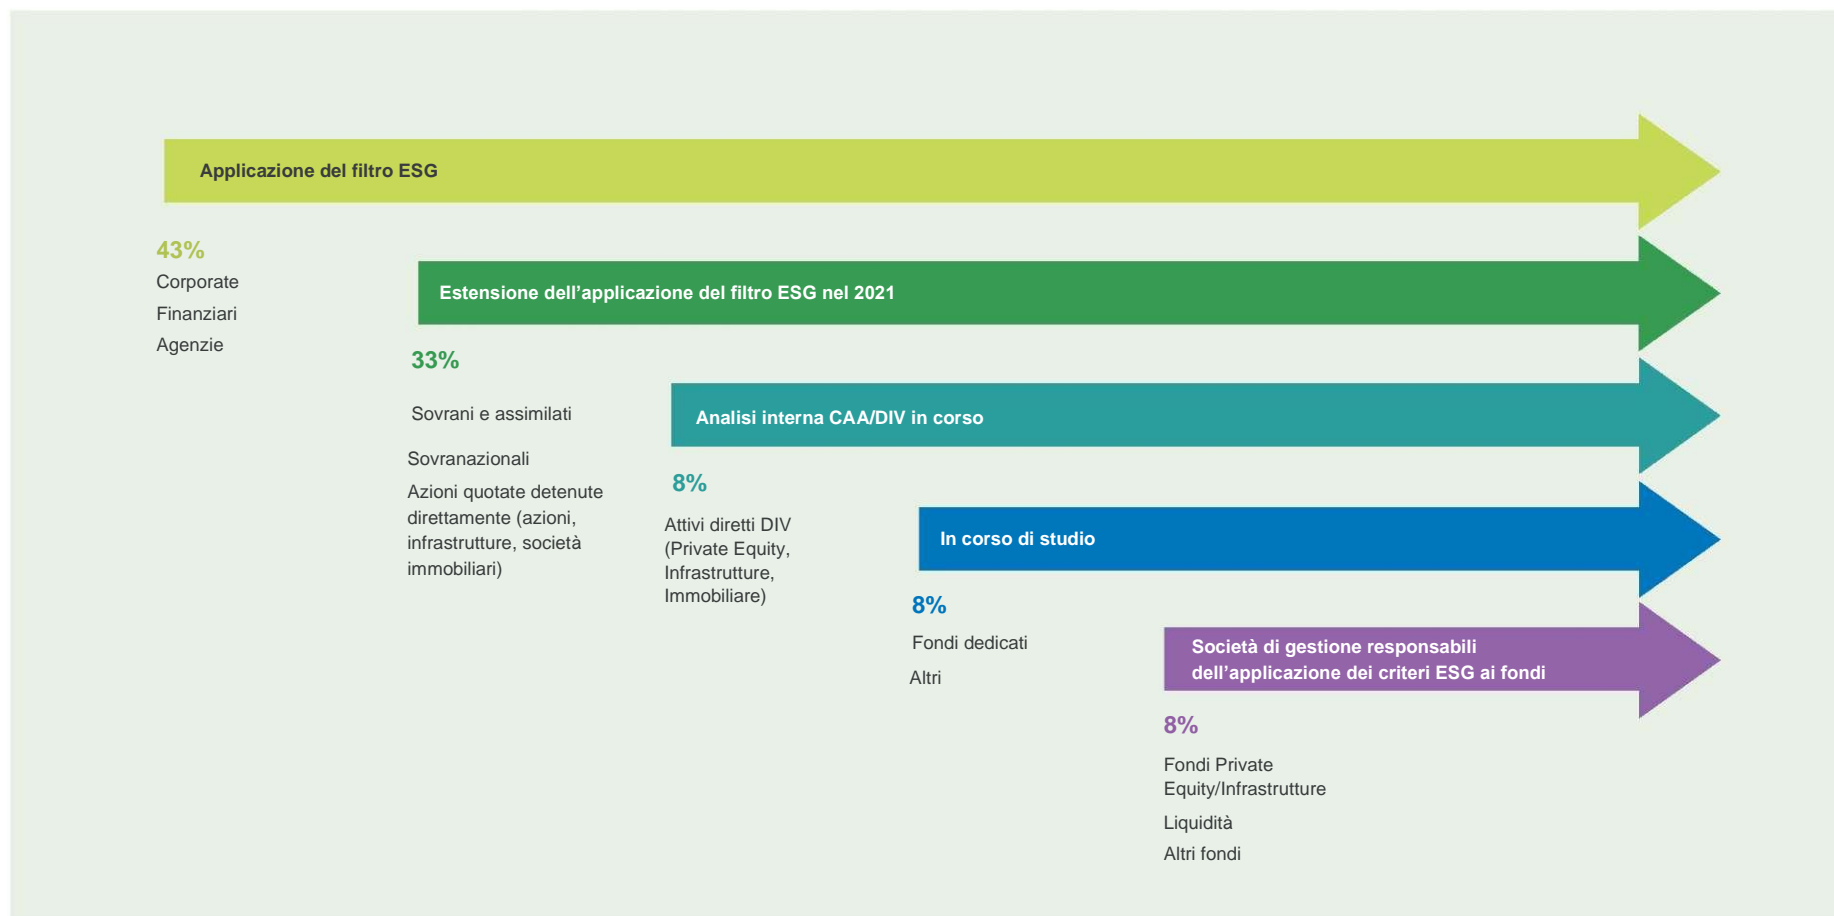 Applicazione del filtro ESG
43%
Corporate
Finanziari
Agenzie
Estensione dell’applicazione del filtro ESG nel 2021
33%
Sovrani e assimilati
Sovranazionali
Azioni quotate detenute
direttamente (azioni,
infrastrutture, società
immobiliari)
Analisi interna CAA/DIV in corso
8%
Attivi diretti DIV
(Private Equity,
Infrastrutture,
Immobiliare)
In corso di studio
8%
Fondi dedicati
Altri
Società di gestione responsabili
dell’applicazione dei criteri ESG ai fondi
8%
Fondi Private
Equity/Infrastrutture
Liquidità
Altri fondi